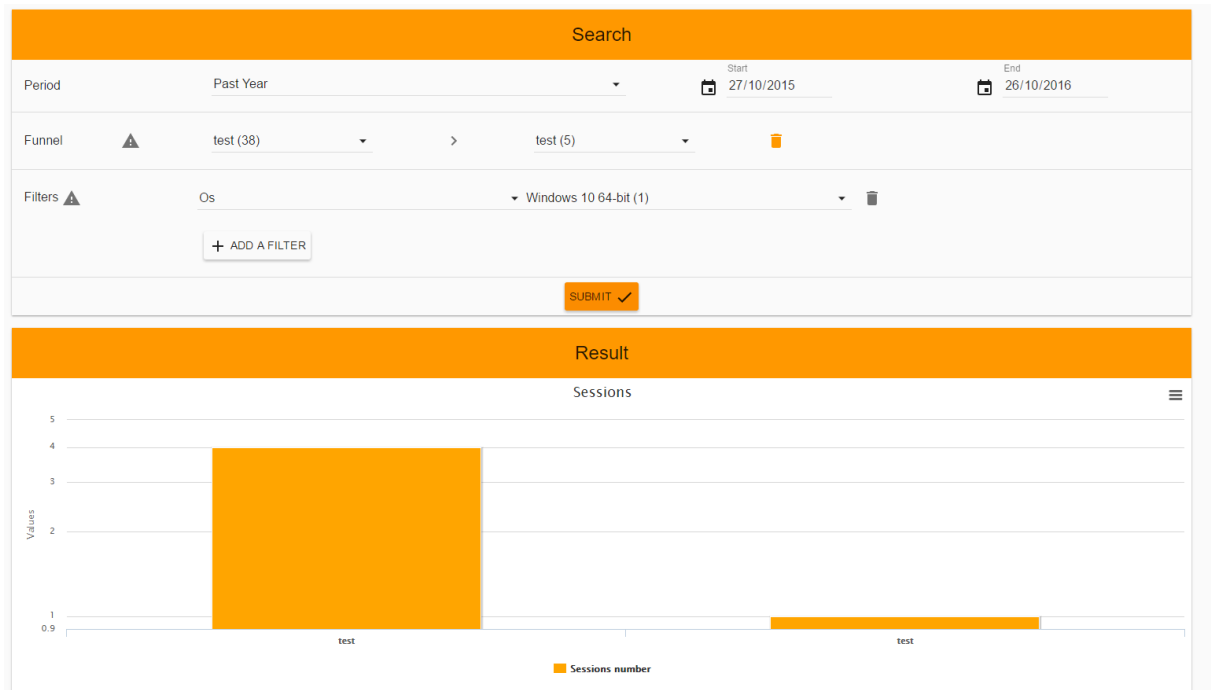 Search
Period Past Year Start 27/10/2015 End 26/10/2016
Funnel test (38) > test (5)
Filters Os Windows 10 64-bit (1)
+ ADD A FILTER
SUBMIT
Result
Sessions
5
4
3
2
1
0.9
Values
test test
Sessions number